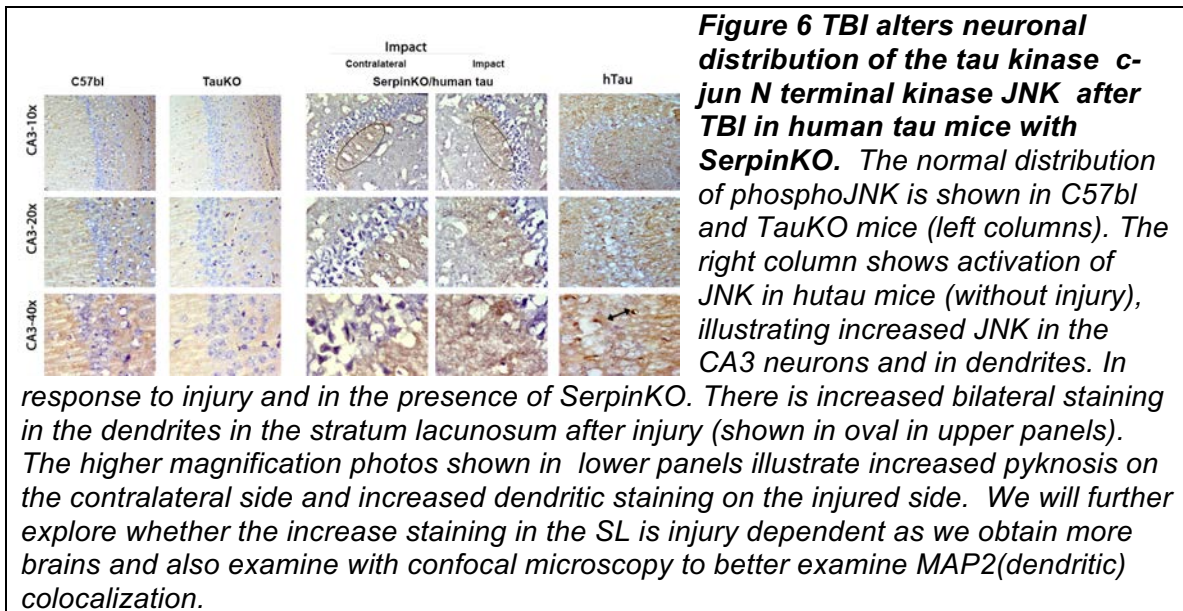 Impact
Contralateral Impact
C57bl TauKO SerpinKO/human tau hTau
CA3-10x
CA3-20x
CA3-40x
Figure 6 TBI alters neuronal
distribution of the tau kinase c-
jun N terminal kinase JNK after
TBI in human tau mice with
SerpinKO. The normal distribution
of phosphoJNK is shown in C57bl
and TauKO mice (left columns). The
right column shows activation of
JNK in hutau mice (without injury),
illustrating increased JNK in the
CA3 neurons and in dendrites. In
response to injury and in the presence of SerpinKO. There is increased bilateral staining
in the dendrites in the stratum lacunosum after injury (shown in oval in upper panels).
The higher magnification photos shown in lower panels illustrate increased pyknosis on
the contralateral side and increased dendritic staining on the injured side. We will further
explore whether the increase staining in the SL is injury dependent as we obtain more
brains and also examine with confocal microscopy to better examine MAP2(dendritic)
colocalization.